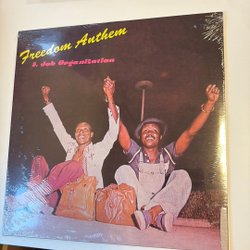 Freedom Anthem
S. Job Organization